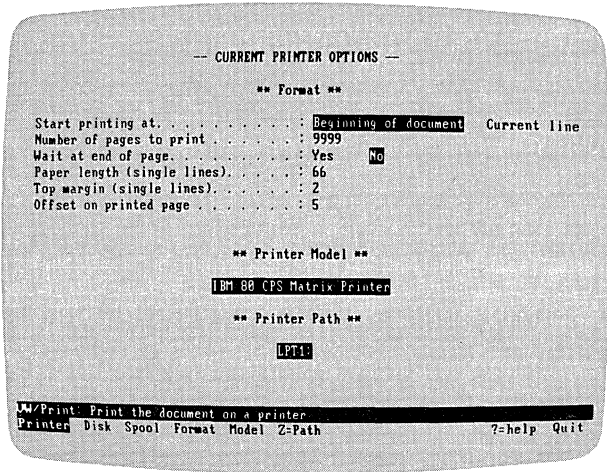 -- CURRENT PRINTER OPTIONS --
** Format **
Start printing at. . . . . . . . . . : Beginning of document Current line
Number of pages to print . . . . . . : 9999
Wait at end of page. . . . . . . . . : Yes No
Paper length (single lines). . . . . : 66
Top margin (single lines). . . . . . : 2
Offset on printed page . . . . . . . : 5
** Printer Model **
IBM 80 CPS Matrix Printer
** Printer Path **
LPT1:
VW/Print: Print the document on a printer
Printer Disk Spool Format Model Z=Path ?=help Quit